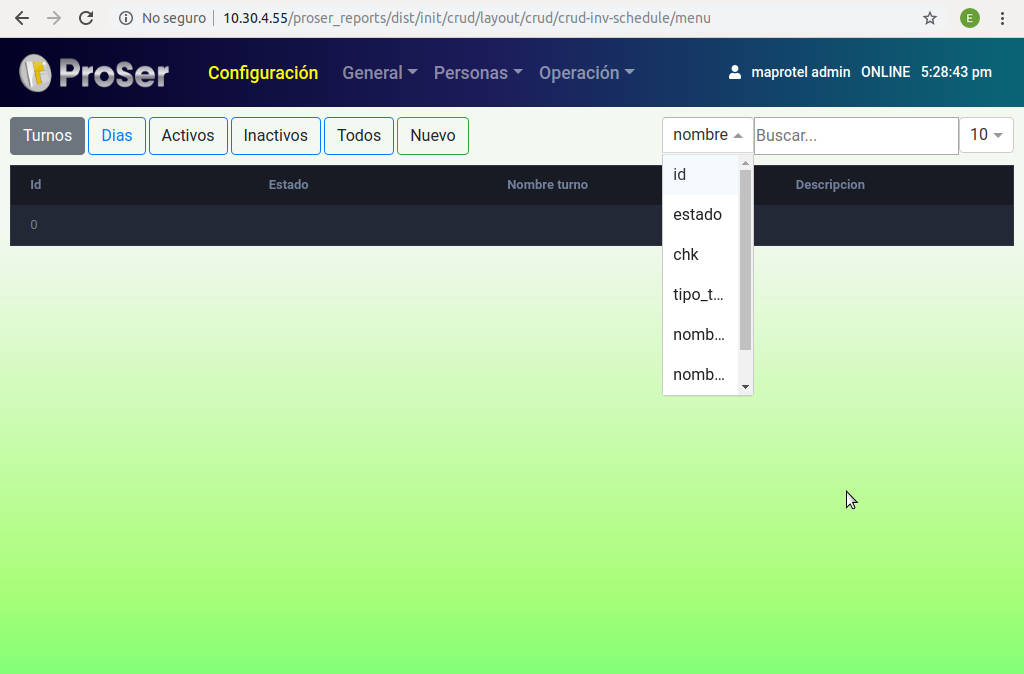 No seguro 10.30.4.55/proser_reports/dist/init/crud/layout/crud/crud-inv-schedule/menu E
ProSer Configuración General Personas Operación maprotel admin ONLINE 5:28:43 pm
Turnos Dias Activos Inactivos Todos Nuevo nombre Buscar... 10
Id Estado Nombre turno Descripcion
0
id
estado
chk
tipo_t...
nomb...
nomb...